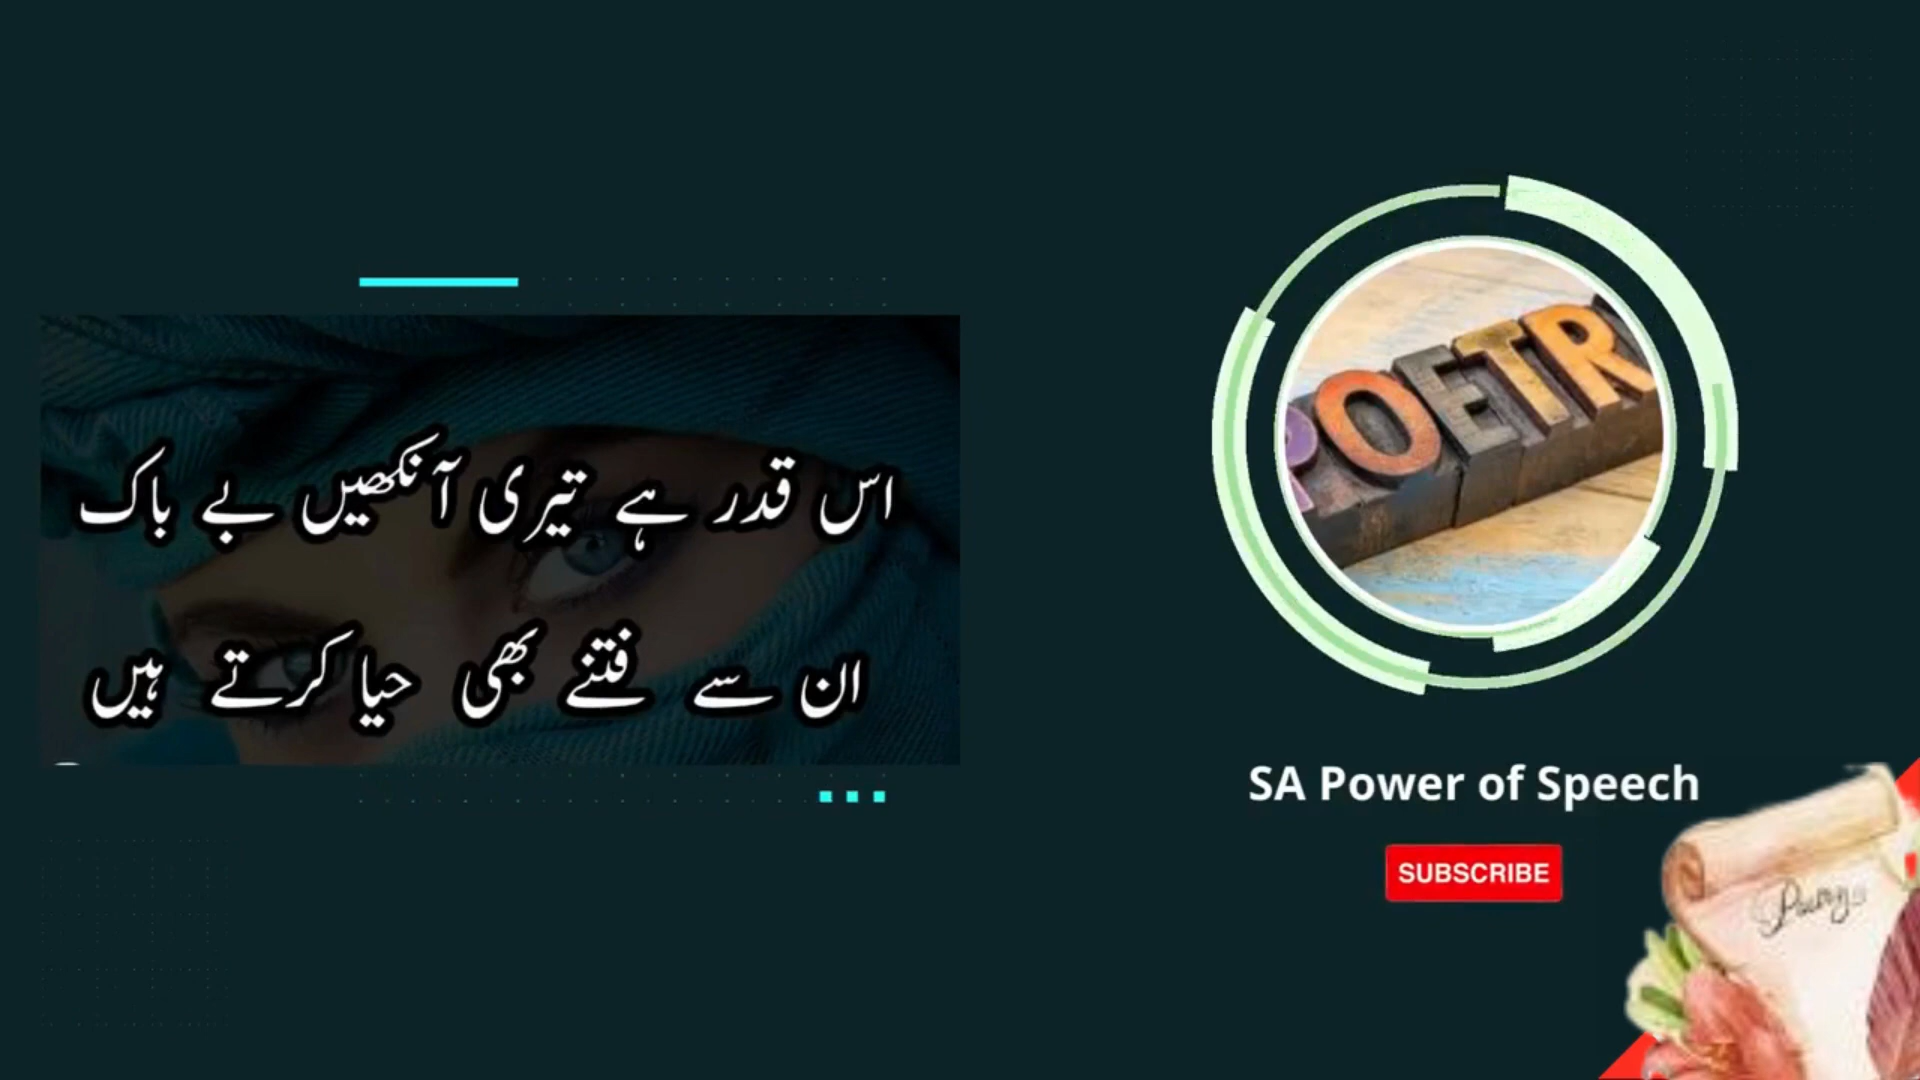 اس قدر ہے تیری آنکھیں بے باک
ان سے فتنے بھی حیا کرتے ہیں
POETR
SA Power of Speech
SUBSCRIBE
Poetry